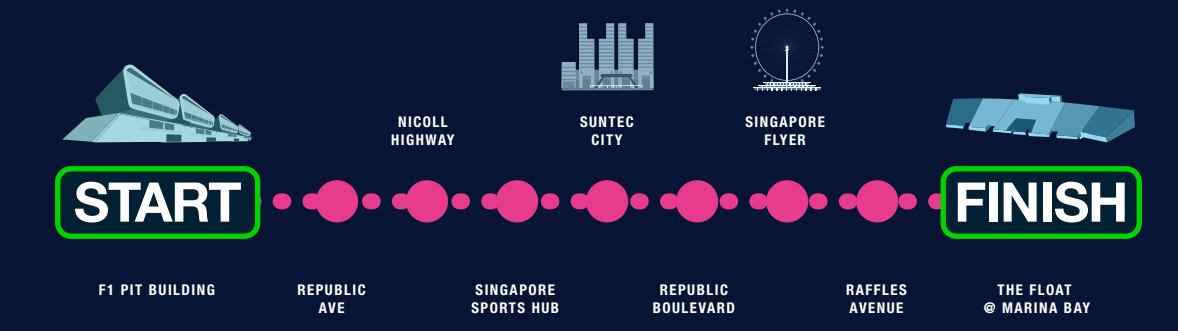 NICOLL
HIGHWAY
SUNTEC
CITY
SINGAPORE
FLYER
START
FINISH
F1 PIT BUILDING
REPUBLIC
AVE
SINGAPORE
SPORTS HUB
REPUBLIC
BOULEVARD
RAFFLES
AVENUE
THE FLOAT
@ MARINA BAY